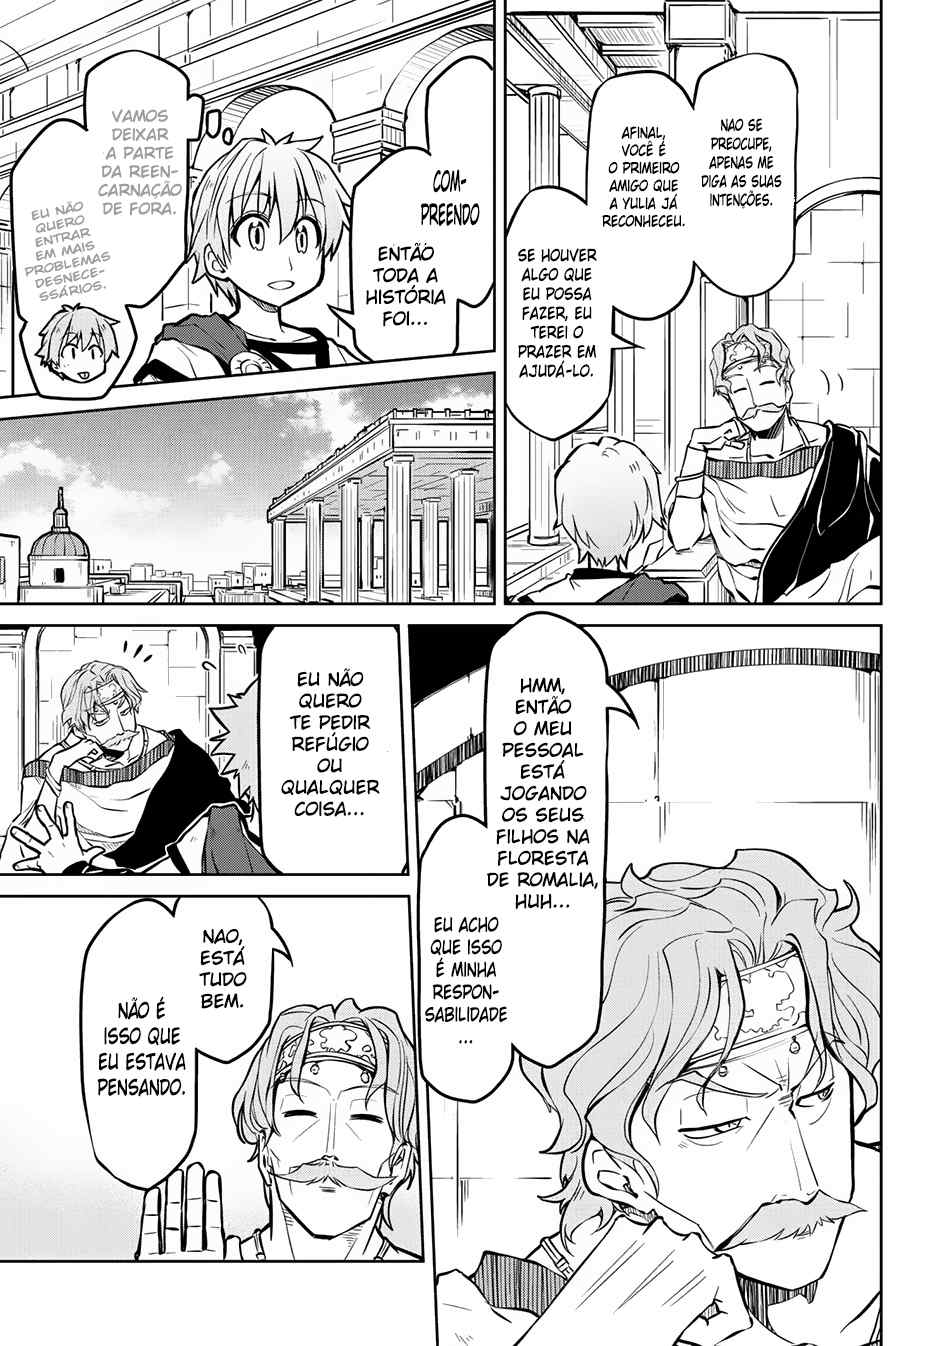 NAO SE
PREOCUPE,
APENAS ME
DIGA AS SUAS
INTENÇÕES.
AFINAL,
VOCÊ É
O PRIMEIRO
AMIGO QUE
A YULIA JÁ
RECONHECEU.
SE HOUVER
ALGO QUE
EU POSSA
FAZER, EU
TEREI O
PRAZER EM
AJUDÁ-LO.
COM-
PREENDO
ENTÃO
TODA A
HISTÓRIA
FOI...
VAMOS
DEIXAR
A PARTE
DA REEN-
CARNAÇÃO
DE FORA.
EU NÃO
QUERO
ENTRAR
EM MAIS
PROBLEMAS
DESNEC-
ESSÁRIOS.
HMM,
ENTÃO
O MEU
PESSOAL
ESTÁ
JOGANDO
OS SEUS
FILHOS NA
FLORESTA
DE ROMALIA,
HUH...
EU ACHO
QUE ISSO
É MINHA
RESPON-
SABILIDADE
...
EU NÃO
QUERO
TE PEDIR
REFÚGIO
OU
QUALQUER
COISA...
NAO,
ESTÁ
TUDO
BEM.
NÃO É
ISSO QUE
EU ESTAVA
PENSANDO.